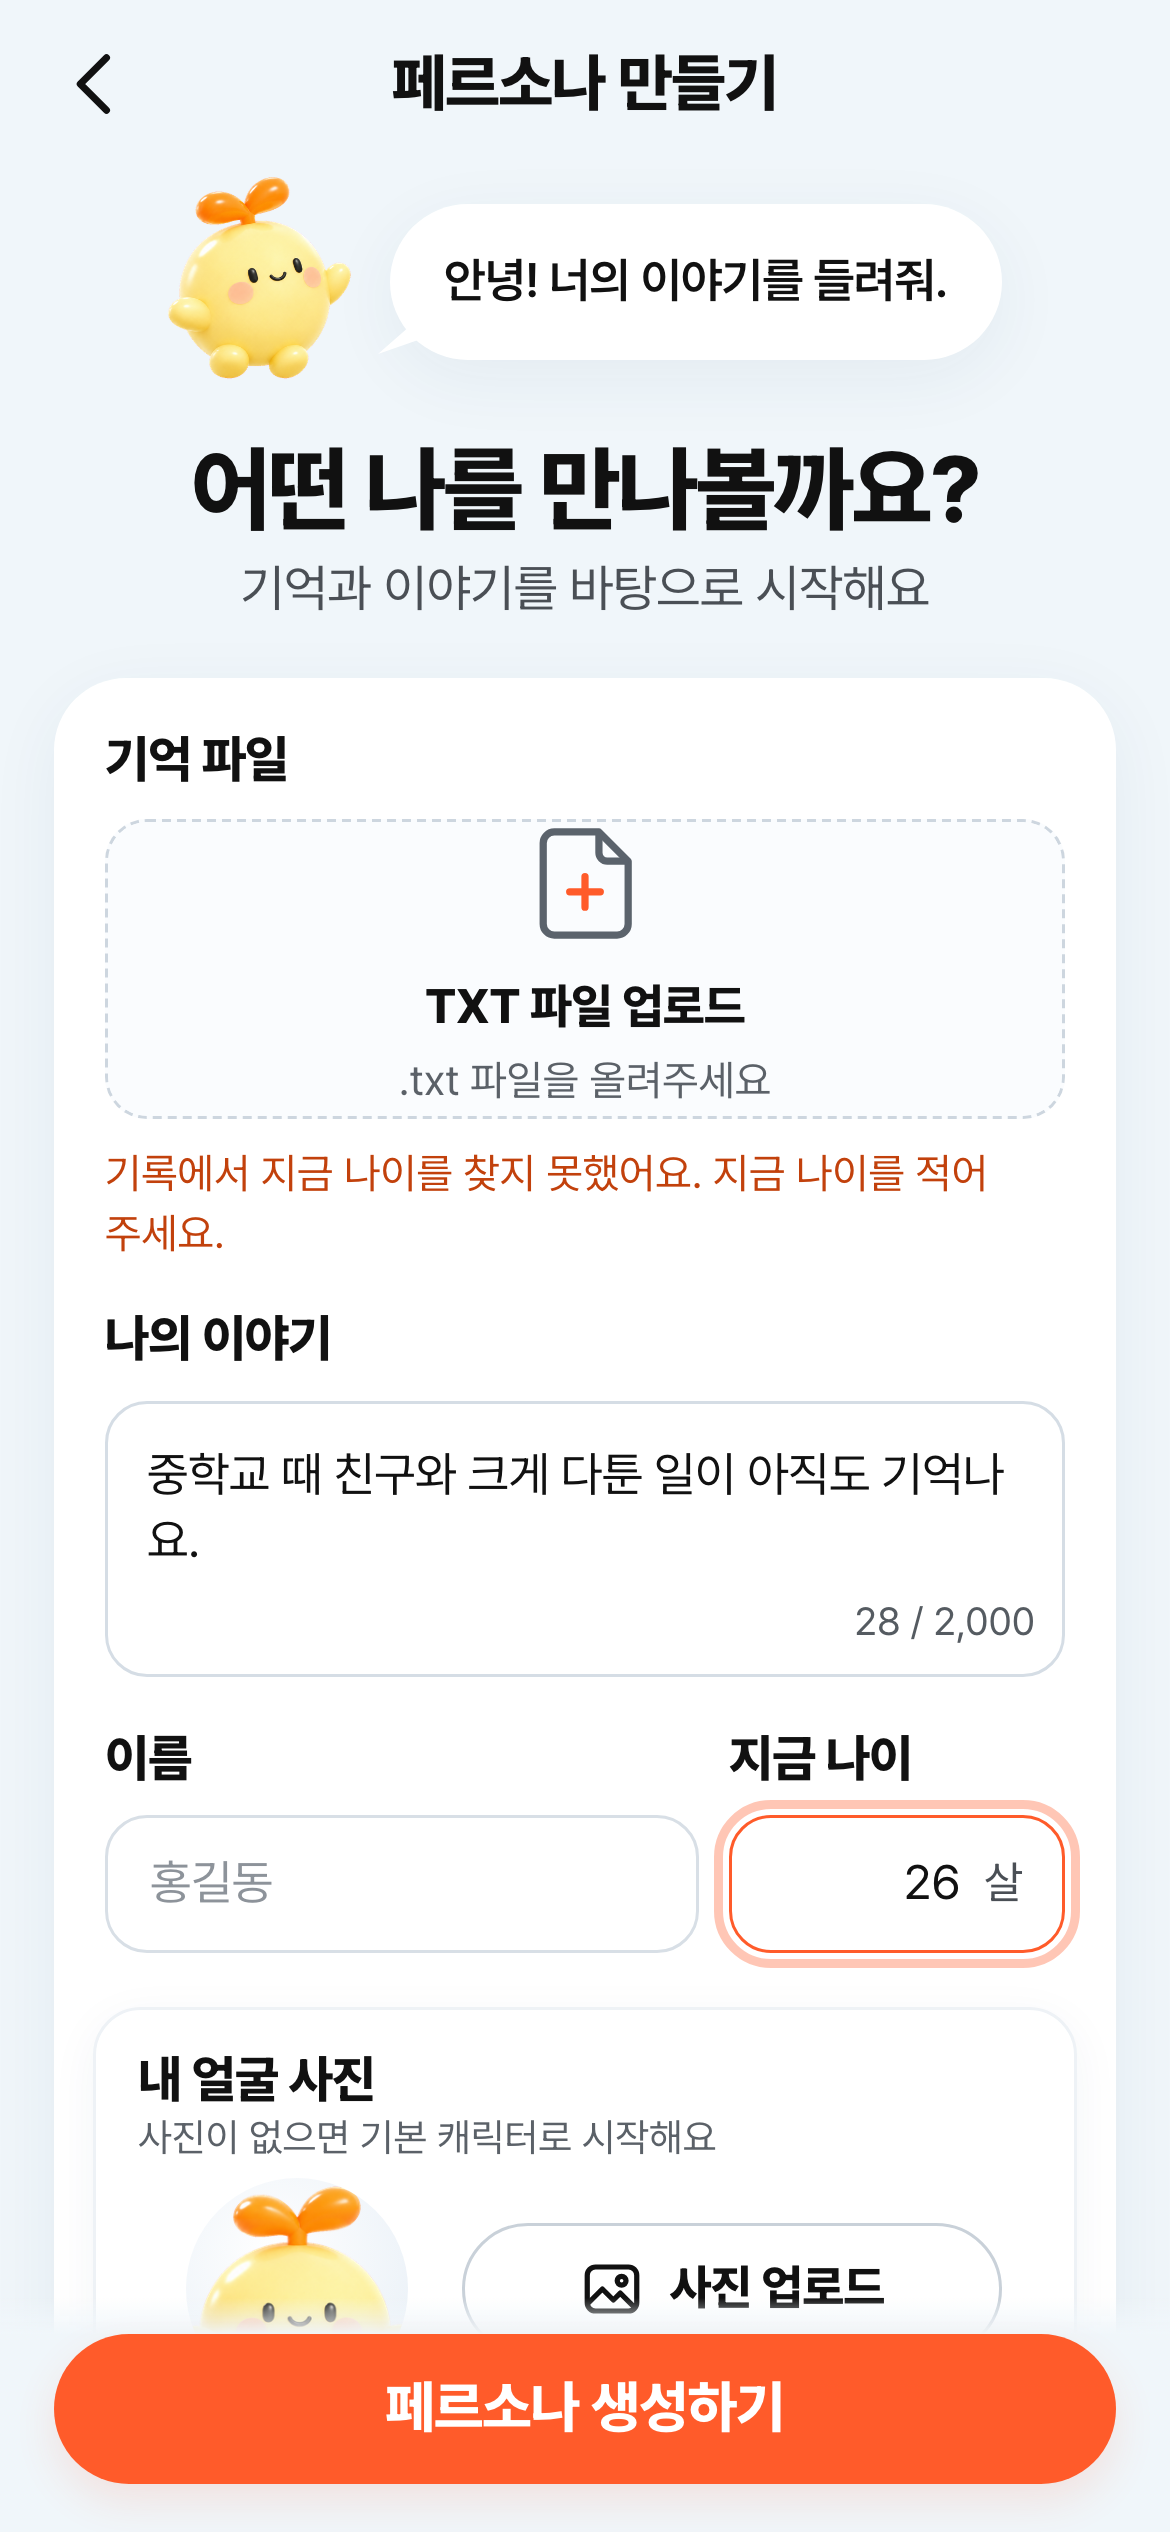 페르소나 만들기
안녕! 너의 이야기를 들려줘.
어떤 나를 만나볼까요?
기억과 이야기를 바탕으로 시작해요
기억 파일
TXT 파일 업로드
.txt 파일을 올려주세요
기록에서 지금 나이를 찾지 못했어요. 지금 나이를 적어
주세요.
나의 이야기
중학교 때 친구와 크게 다툰 일이 아직도 기억나
요.
28 / 2,000
이름
지금 나이
홍길동
26 살
내 얼굴 사진
사진이 없으면 기본 캐릭터로 시작해요
사진 업로드
페르소나 생성하기